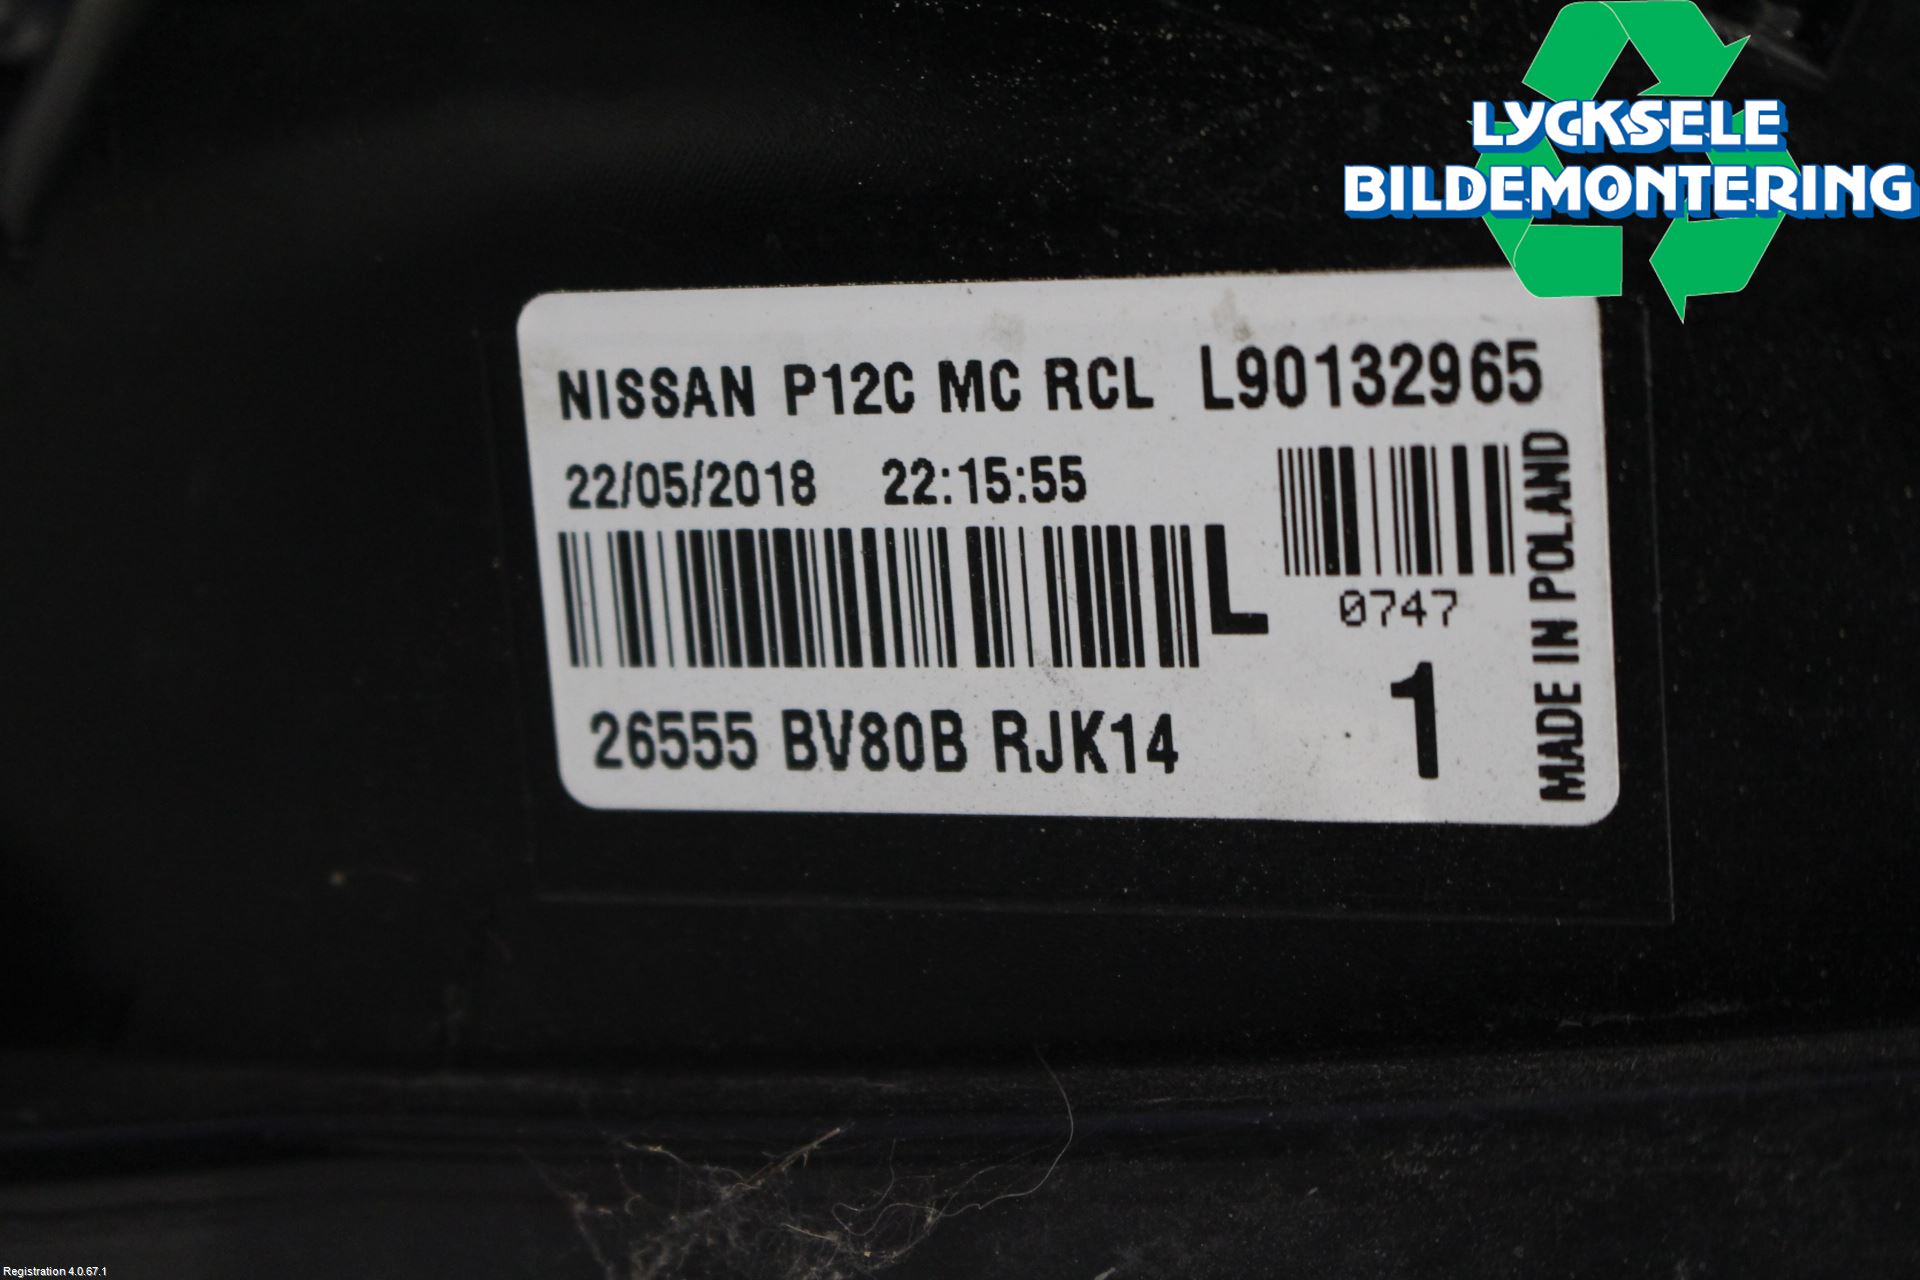 LYCKSELE
BILDEMONTERING
NISSAN P12C MC RCL L90132965
22/05/2018 22:15:55
L
0747
MADE IN POLAND
26555 BV80B RJK14
1
Registration 4.0.67.1